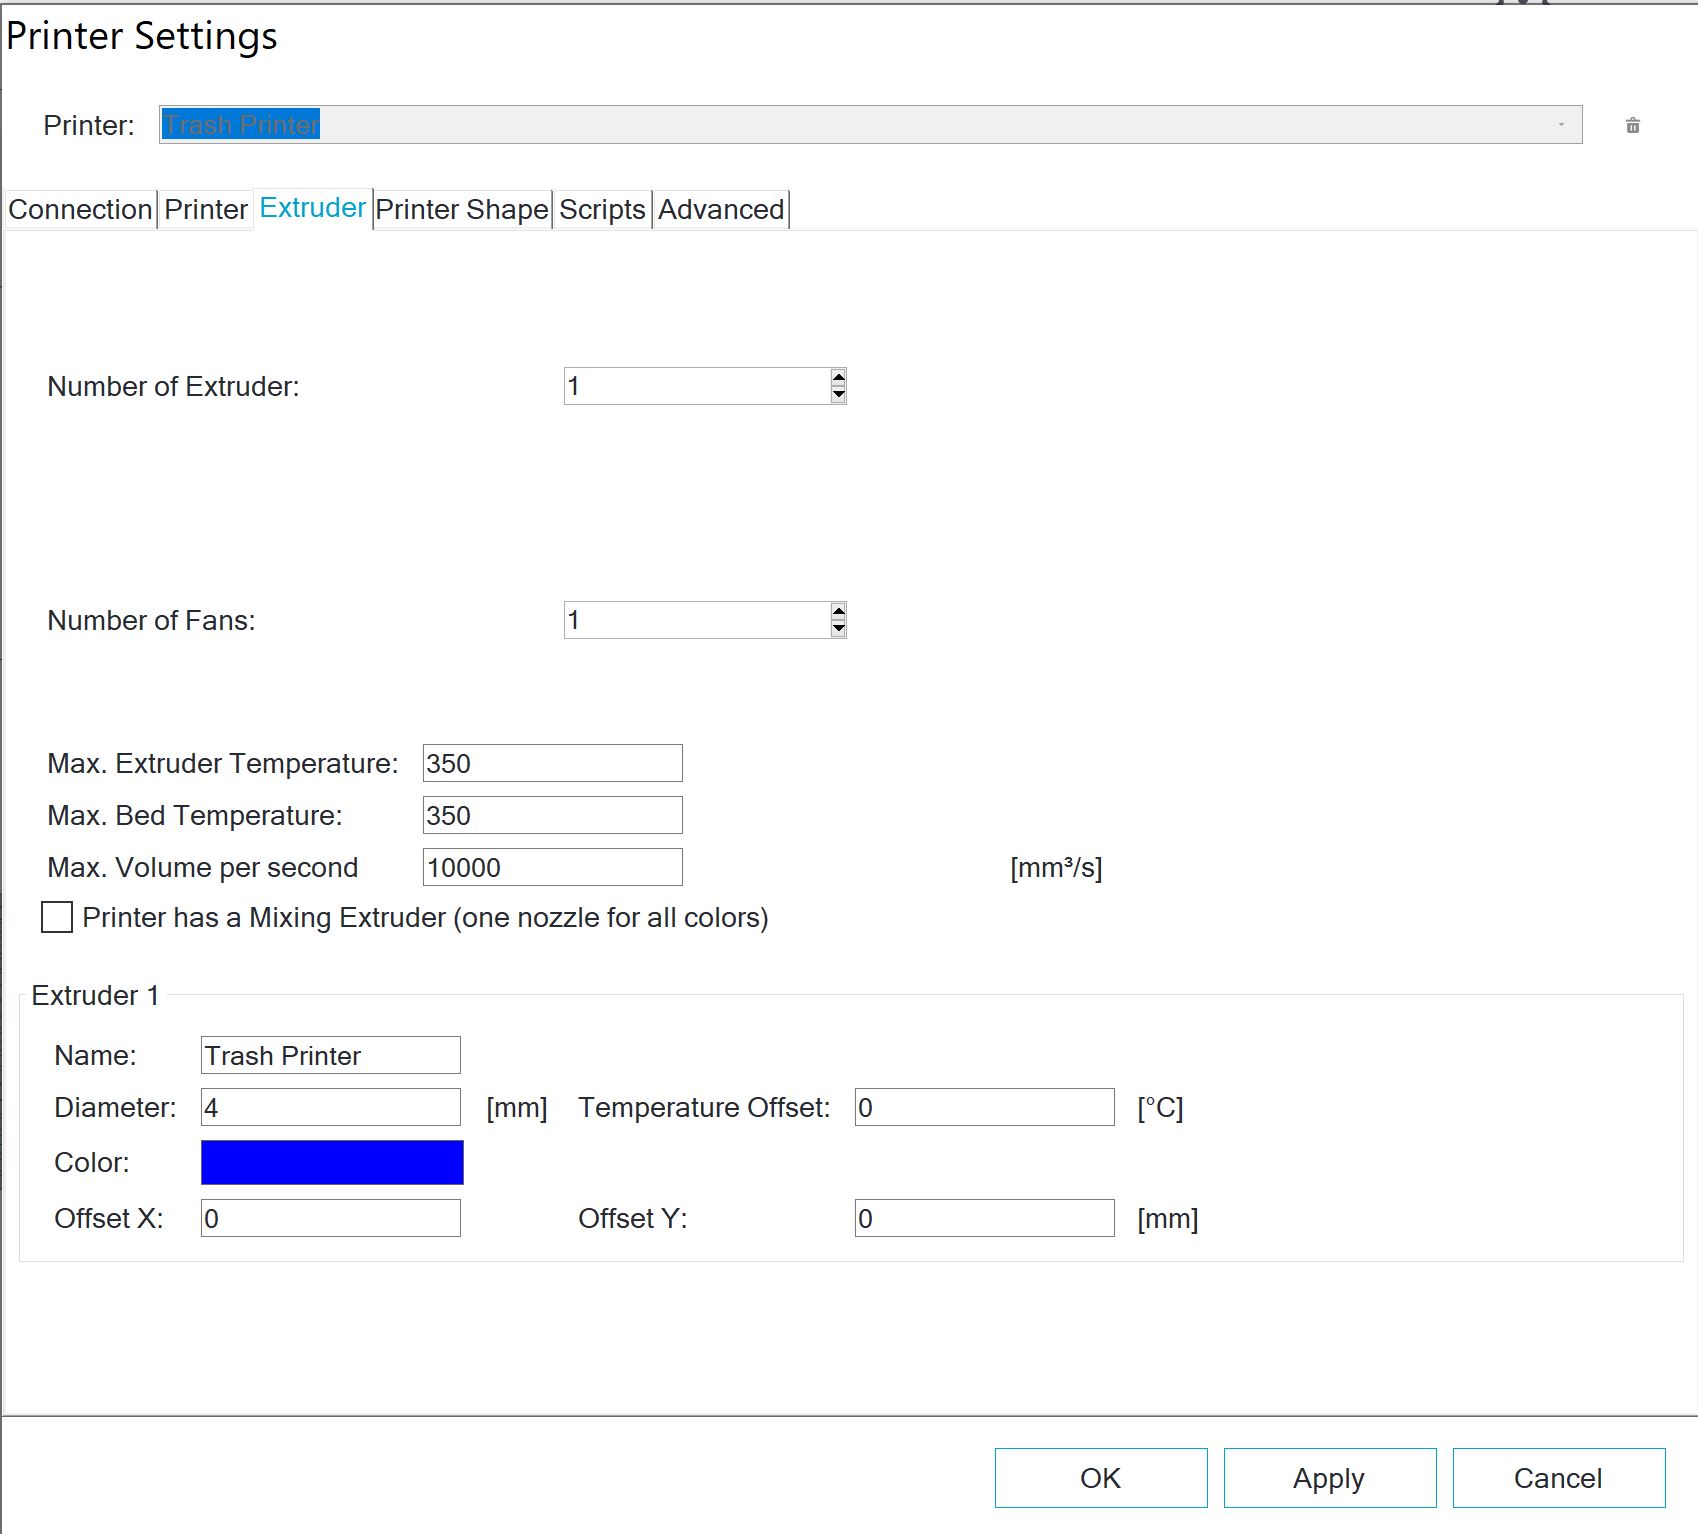 Printer Settings
Printer: Trash Printer
Connection Printer Extruder Printer Shape Scripts Advanced
Number of Extruder: 1
Number of Fans: 1
Max. Extruder Temperature: 350
Max. Bed Temperature: 350
Max. Volume per second 10000 [mm³/s]
Printer has a Mixing Extruder (one nozzle for all colors)
Extruder 1
Name: Trash Printer
Diameter: 4 [mm] Temperature Offset: 0 [°C]
Color:
Offset X: 0 Offset Y: 0 [mm]
OK Apply Cancel